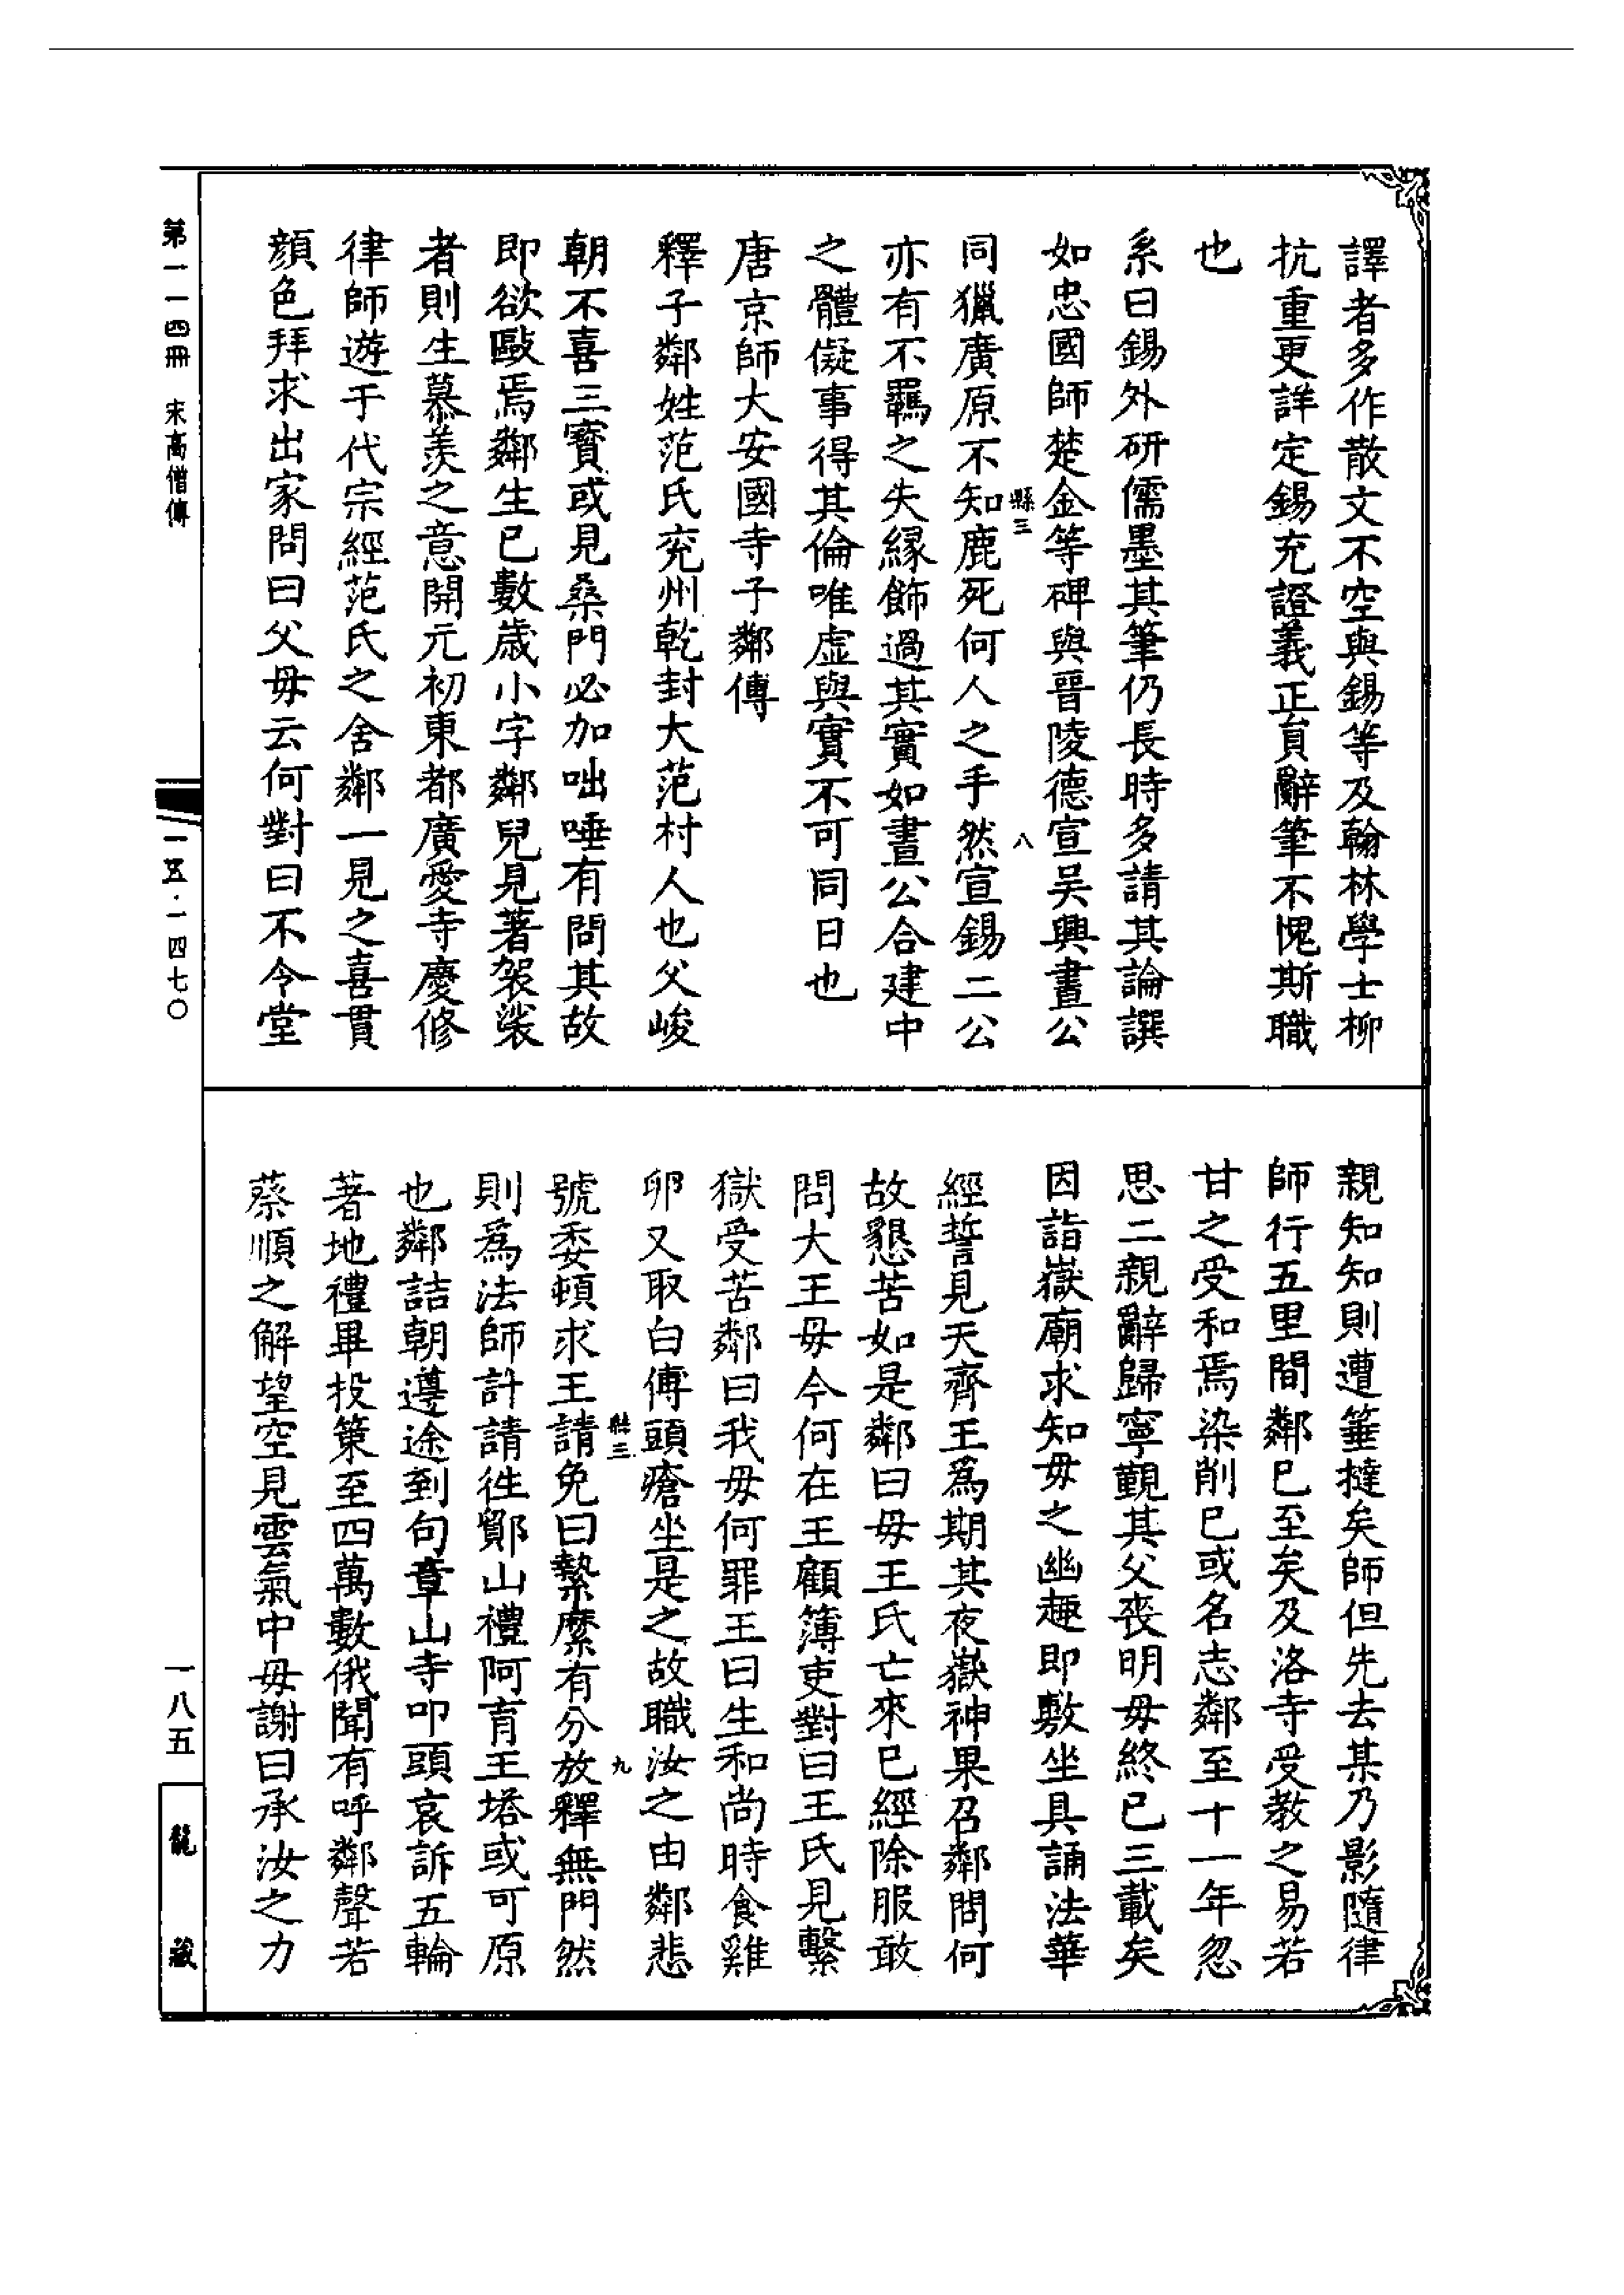 譯者多作散文不空與錫等及翰林學士柳
抗重更詳定錫充證義正員辭筆不愧斯職
也
系曰錫外研儒墨其筆仍長時多請其論譔
如忠國師楚金等碑與晉陵德宣吳興晝公
縣三
八
同獵廣原不知鹿死何人之手然宣錫二公
亦有不羈之失緣飾過其實如晝公合建中
之體儗事得其倫唯虛與實不可同日也
唐京師大安國寺子鄰傳
釋子鄰姓范氏兗州乾封大范村人也父峻
朝不喜三寶或見桑門必加咄唾有問其故
即欲毆焉鄰生已數歲小字鄰兒見著袈裟
者則生慕羨之意開元初東都廣愛寺慶修
律師遊于代宗經范氏之舍鄰一見之喜貫
顏色拜求出家問曰父毋云何對曰不令堂
親知知則遭箠撻矣師但先去某乃影隨律
師行五里間鄰已至矣及洛寺受教之易若
甘之受和焉染削已或名志鄰至十一年忽
思二親辭歸寧覲其父喪明毋終已三載矣
因詣嶽廟求知毋之幽趣即敷坐具誦法華
經誓見天齊王為期其夜嶽神果召鄰問何
故懇苦如是鄰曰毋王氏亡來已經除服敢
問大王毋今何在王顧簿吏對曰王氏見繫
獄受苦鄰曰我毋何罪王曰生和尚時食雞
卵又取白傅頭瘡坐是之故職汝之由鄰悲
縣三
九
號委頓求王請免曰縶縻有分放釋無門然
則為法師計請往鄮山禮阿育王塔或可原
也鄰詰朝遵途到句章山寺叩頭哀訴五輪
著地禮畢投策至四萬數俄聞有呼鄰聲若
蔡順之解望空見雲氣中毋謝曰承汝之力
第一一四冊 宋高僧傳
一五·一四七〇
一八五
龍藏